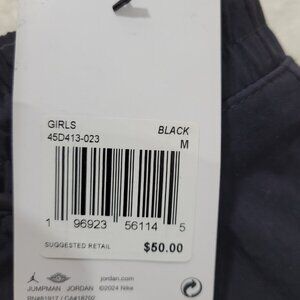 GIRLS BLACK
45D413-023 M
1 96923 56114 5
SUGGESTED RETAIL $50.00
jordan.com
JUMPMAN JORDAN ©2024 Nike